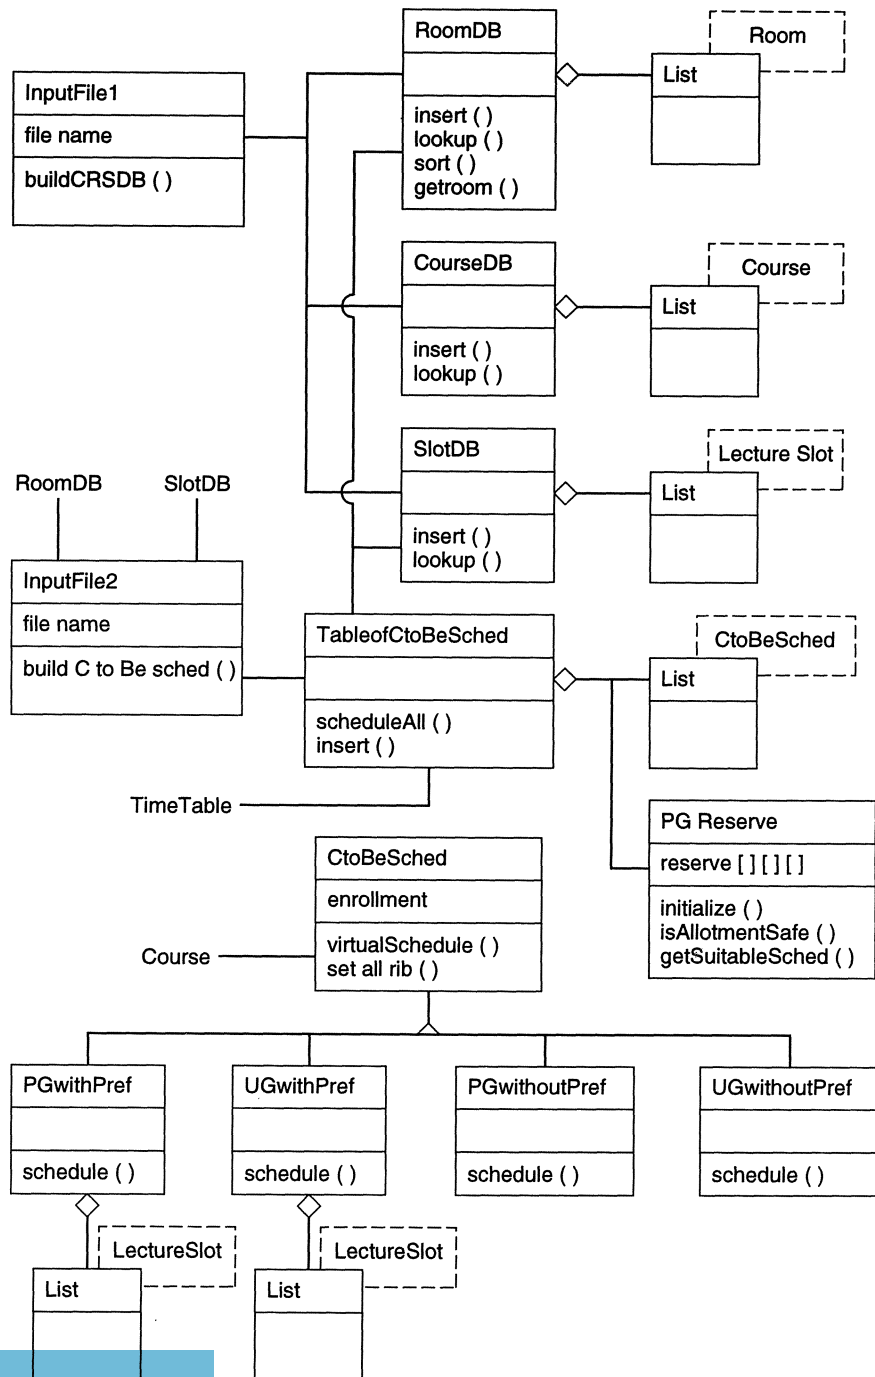 RoomDB
insert ( )
lookup ( )
sort ( )
getroom ( )
Room
List
InputFile1
file name
buildCRSDB ( )
CourseDB
insert ( )
lookup ( )
Course
List
SlotDB
insert ( )
lookup ( )
Lecture Slot
List
RoomDB
SlotDB
InputFile2
file name
build C to Be sched ( )
TableofCtoBeSched
scheduleAll ( )
insert ( )
CtoBeSched
List
TimeTable
PG Reserve
reserve [ ] [ ] [ ]
initialize ( )
isAllotmentSafe ( )
getSuitableSched ( )
CtoBeSched
enrollment
virtualSchedule ( )
set all rib ( )
Course
PGwithPref
schedule ( )
UGwithPref
schedule ( )
PGwithoutPref
schedule ( )
UGwithoutPref
schedule ( )
LectureSlot
List
LectureSlot
List